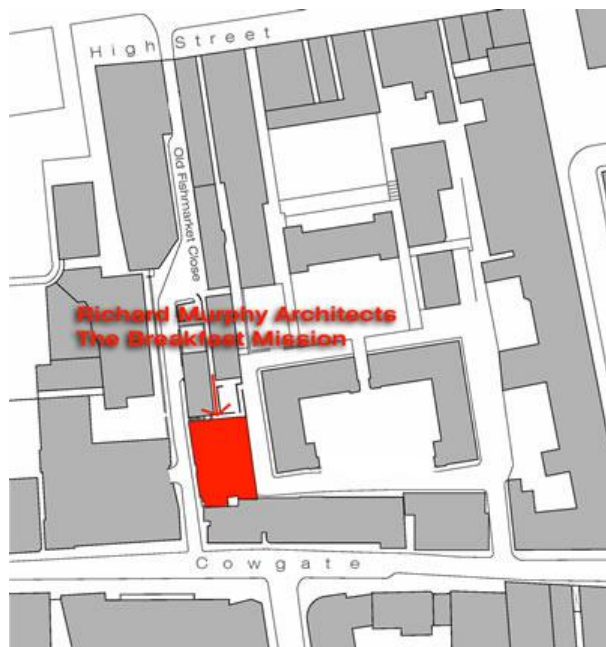 High Street
Old Fishmarket Close
Richard Murphy Architects
The Breakfast Mission
Cowgate